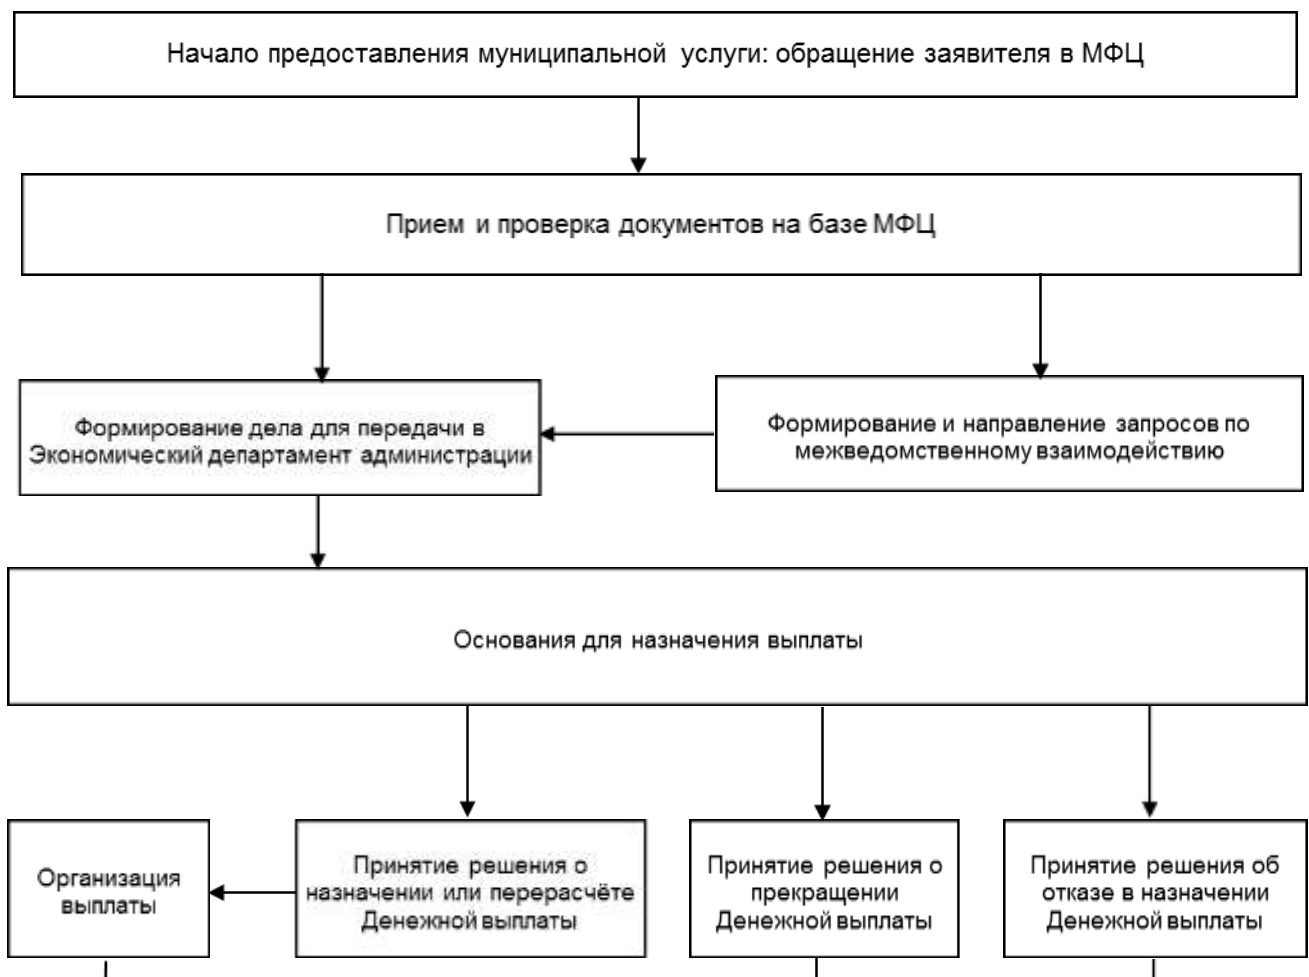 Начало предоставления муниципальной услуги: обращение заявителя в МФЦ
Прием и проверка документов на базе МФЦ
Формирование дела для передачи в
Экономический департамент администрации
Формирование и направление запросов по
межведомственному взаимодействию
Основания для назначения выплаты
Организация
выплаты
Принятие решения о
назначении или перерасчёте
Денежной выплаты
Принятие решения о
прекращении
Денежной выплаты
Принятие решения об
отказе в назначении
Денежной выплаты